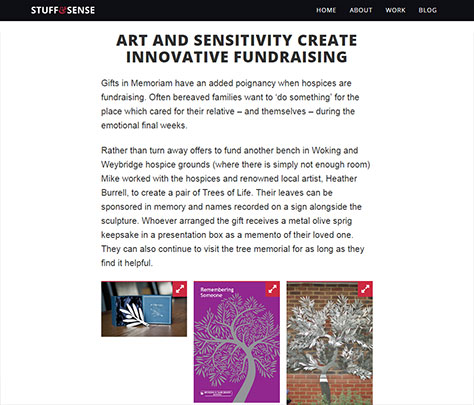 STUFF&SENSE HOME ABOUT WORK BLOG
ART AND SENSITIVITY CREATE
INNOVATIVE FUNDRAISING
Gifts in Memoriam have an added poignancy when hospices are
fundraising. Often bereaved families want to ‘do something’ for the
place which cared for their relative – and themselves – during the
emotional final weeks.
Rather than turn away offers to fund another bench in Woking and
Weybridge hospice grounds (where there is simply not enough room)
Mike worked with the hospices and renowned local artist, Heather
Burrell, to create a pair of Trees of Life. Their leaves can be
sponsored in memory and names recorded on a sign alongside the
sculpture. Whoever arranged the gift receives a metal olive sprig
keepsake in a presentation box as a memento of their loved one.
They can also continue to visit the tree memorial for as long as they
find it helpful.
Remembering
Someone